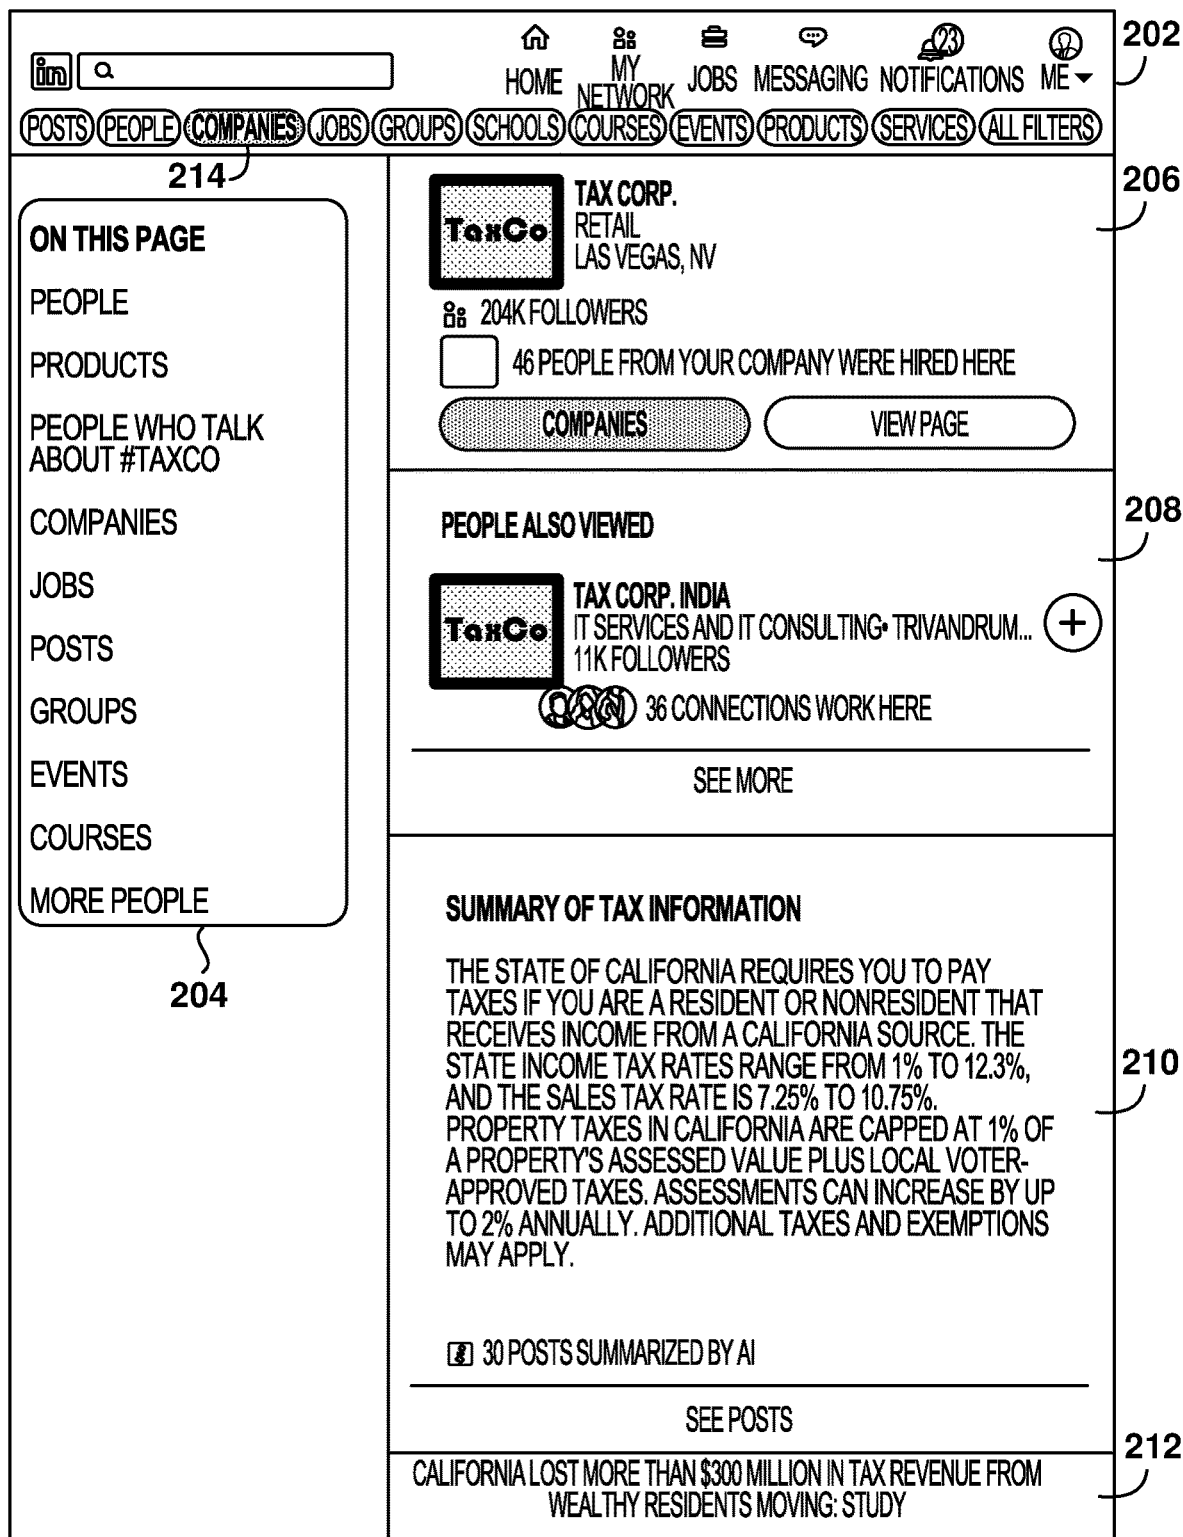 202
in
HOME
MY
NETWORK
JOBS
MESSAGING
23
NOTIFICATIONS
ME
POSTS PEOPLE COMPANIES JOBS GROUPS SCHOOLS COURSES EVENTS PRODUCTS SERVICES ALL FILTERS
214
ON THIS PAGE
PEOPLE
PRODUCTS
PEOPLE WHO TALK
ABOUT #TAXCO
COMPANIES
JOBS
POSTS
GROUPS
EVENTS
COURSES
MORE PEOPLE
204
206
TaxCo
TAX CORP.
RETAIL
LAS VEGAS, NV
204K FOLLOWERS
46 PEOPLE FROM YOUR COMPANY WERE HIRED HERE
COMPANIES
VIEW PAGE
208
PEOPLE ALSO VIEWED
TaxCo
TAX CORP. INDIA
IT SERVICES AND IT CONSULTING• TRIVANDRUM...
11K FOLLOWERS
36 CONNECTIONS WORK HERE
SEE MORE
210
SUMMARY OF TAX INFORMATION
THE STATE OF CALIFORNIA REQUIRES YOU TO PAY
TAXES IF YOU ARE A RESIDENT OR NONRESIDENT THAT
RECEIVES INCOME FROM A CALIFORNIA SOURCE. THE
STATE INCOME TAX RATES RANGE FROM 1% TO 12.3%,
AND THE SALES TAX RATE IS 7.25% TO 10.75%.
PROPERTY TAXES IN CALIFORNIA ARE CAPPED AT 1% OF
A PROPERTY'S ASSESSED VALUE PLUS LOCAL VOTER-
APPROVED TAXES. ASSESSMENTS CAN INCREASE BY UP
TO 2% ANNUALLY. ADDITIONAL TAXES AND EXEMPTIONS
MAY APPLY.
30 POSTS SUMMARIZED BY AI
SEE POSTS
212
CALIFORNIA LOST MORE THAN $300 MILLION IN TAX REVENUE FROM
WEALTHY RESIDENTS MOVING: STUDY